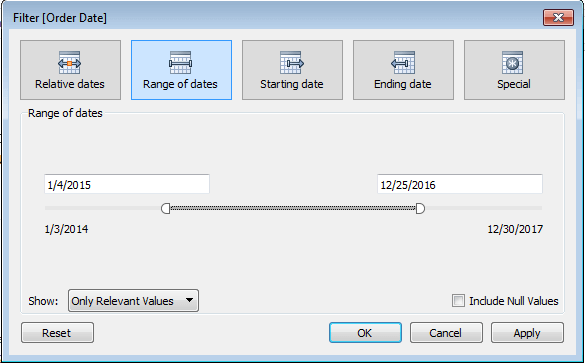 Filter [Order Date]
Relative dates
Range of dates
Starting date
Ending date
Special
Range of dates
1/4/2015
12/25/2016
1/3/2014
12/30/2017
Show:
Only Relevant Values
Include Null Values
Reset
OK
Cancel
Apply